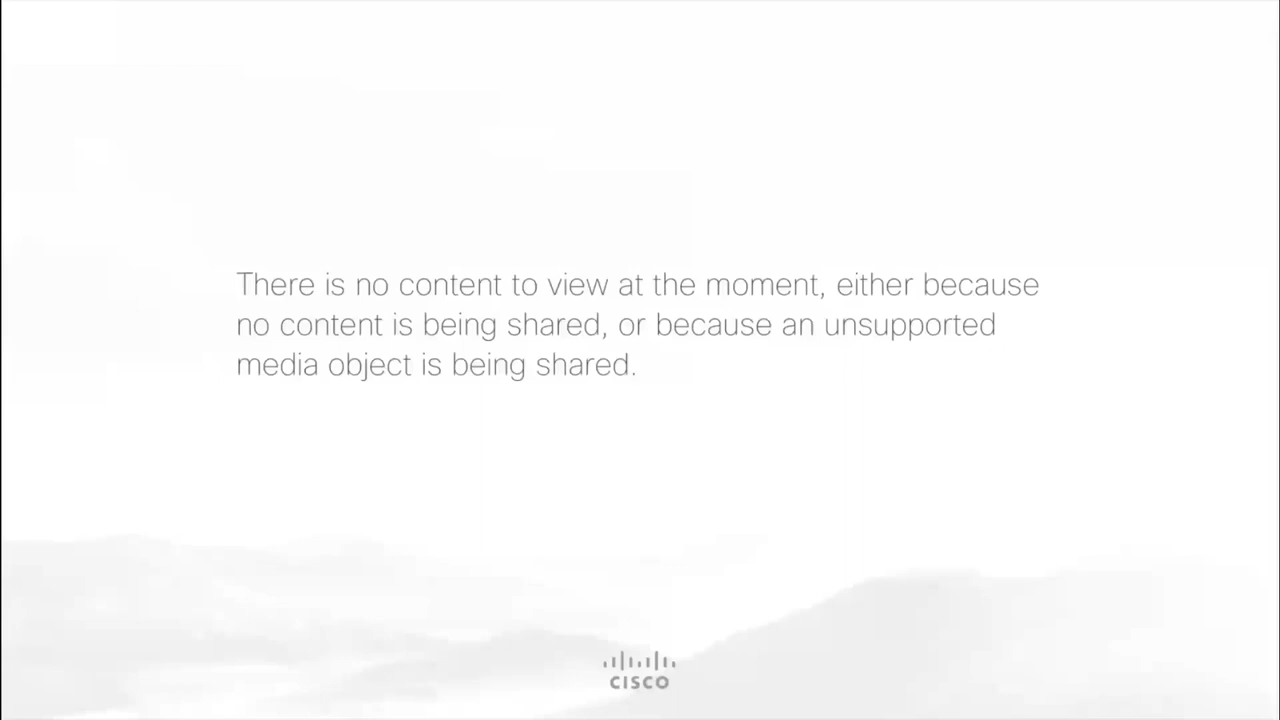 There is no content to view at the moment, either because
no content is being shared, or because an unsupported
media object is being shared.
CISCO